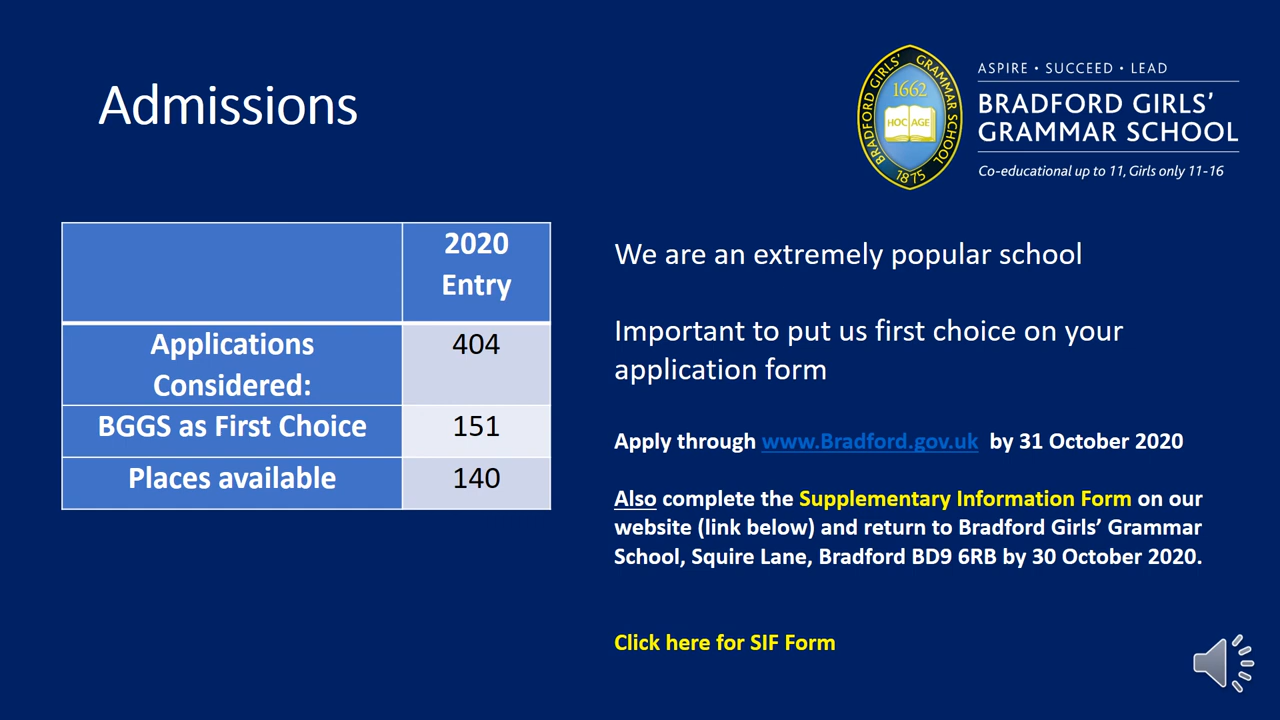 Admissions
BRADFORD GIRLS' GRAMMAR SCHOOL
1662
HOC AGE
1875
ASPIRE • SUCCEED • LEAD
BRADFORD GIRLS'
GRAMMAR SCHOOL
Co-educational up to 11, Girls only 11-16
2020
Entry
Applications
Considered:
404
BGGS as First Choice
151
Places available
140
We are an extremely popular school
Important to put us first choice on your
application form
Apply through www.Bradford.gov.uk by 31 October 2020
Also complete the Supplementary Information Form on our
website (link below) and return to Bradford Girls' Grammar
School, Squire Lane, Bradford BD9 6RB by 30 October 2020.
Click here for SIF Form